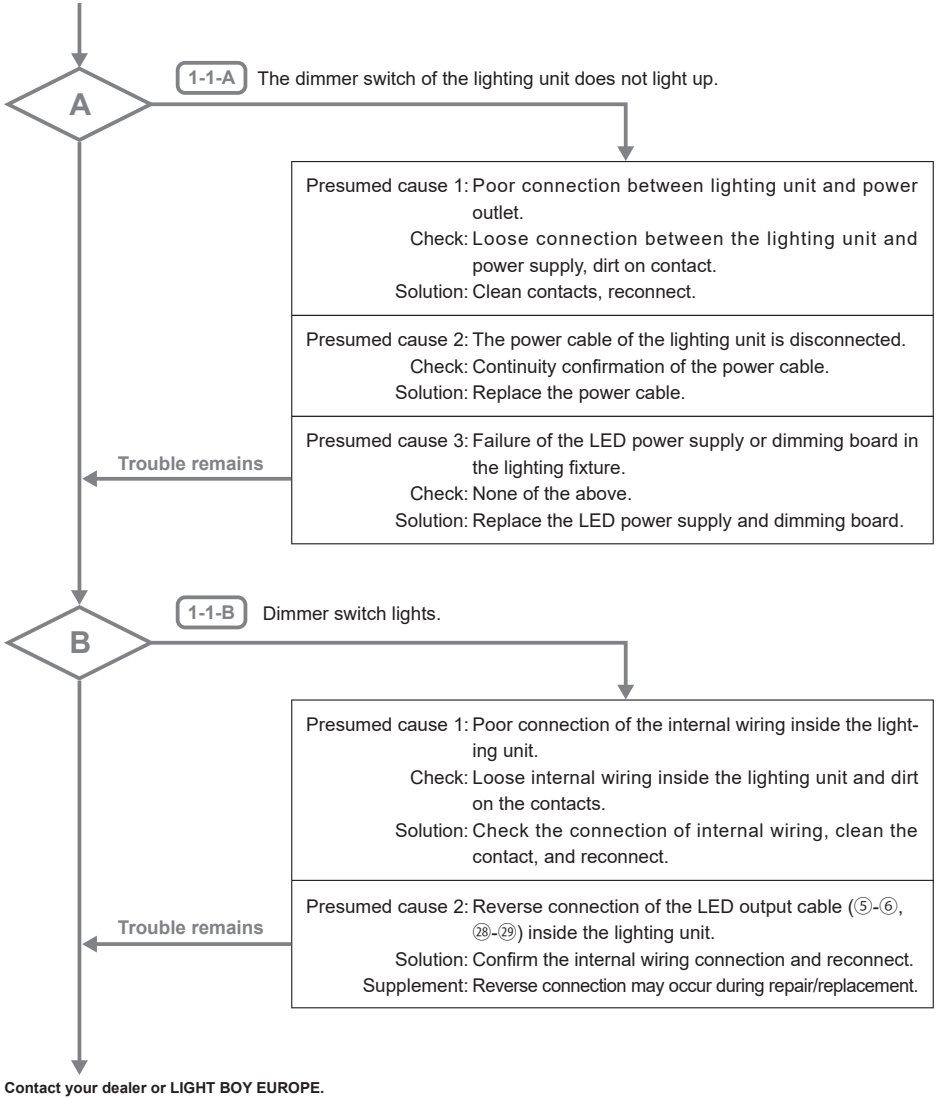 1-1-A The dimmer switch of the lighting unit does not light up.
A
Presumed cause 1: Poor connection between lighting unit and power
outlet.
Check: Loose connection between the lighting unit and
power supply, dirt on contact.
Solution: Clean contacts, reconnect.
Presumed cause 2: The power cable of the lighting unit is disconnected.
Check: Continuity confirmation of the power cable.
Solution: Replace the power cable.
Presumed cause 3: Failure of the LED power supply or dimming board in
the lighting fixture.
Check: None of the above.
Solution: Replace the LED power supply and dimming board.
Trouble remains
1-1-B Dimmer switch lights.
B
Presumed cause 1: Poor connection of the internal wiring inside the light-
ing unit.
Check: Loose internal wiring inside the lighting unit and dirt
on the contacts.
Solution: Check the connection of internal wiring, clean the
contact, and reconnect.
Presumed cause 2: Reverse connection of the LED output cable (⑤-⑥,
㉘-㉙) inside the lighting unit.
Solution: Confirm the internal wiring connection and reconnect.
Supplement: Reverse connection may occur during repair/replacement.
Trouble remains
Contact your dealer or LIGHT BOY EUROPE.